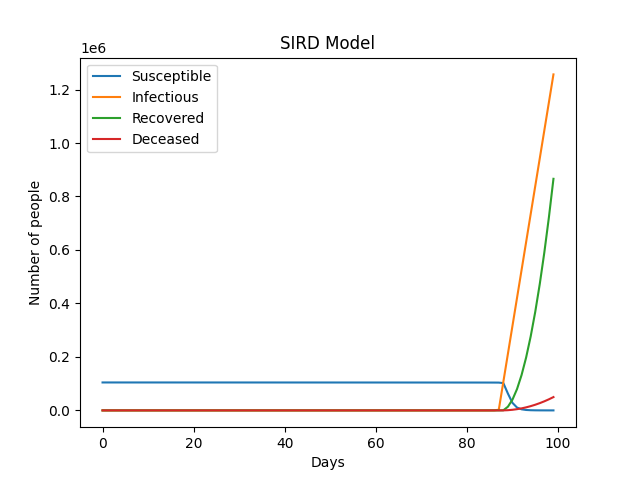 SIRD Model
1e6
Susceptible
Infectious
Recovered
Deceased
Number of people
1.2
1.0
0.8
0.6
0.4
0.2
0.0
0 20 40 60 80 100
Days